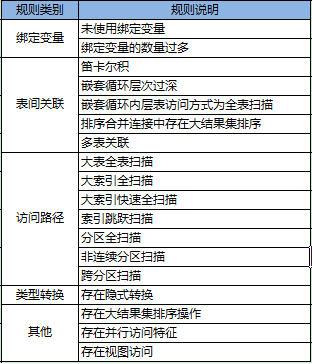 规则类别 规则说明
绑定变量
未使用绑定变量
绑定变量的数量过多
表间关联
笛卡尔积
嵌套循环层次过深
嵌套循环内层表访问方式为全表扫描
排序合并连接中存在大结果集排序
多表关联
访问路径
大表全表扫描
大索引全扫描
大索引快速全扫描
索引跳跃扫描
分区全扫描
非连续分区扫描
跨分区扫描
类型转换 存在隐式转换
其他
存在大结果集排序操作
存在并行访问特征
存在视图访问